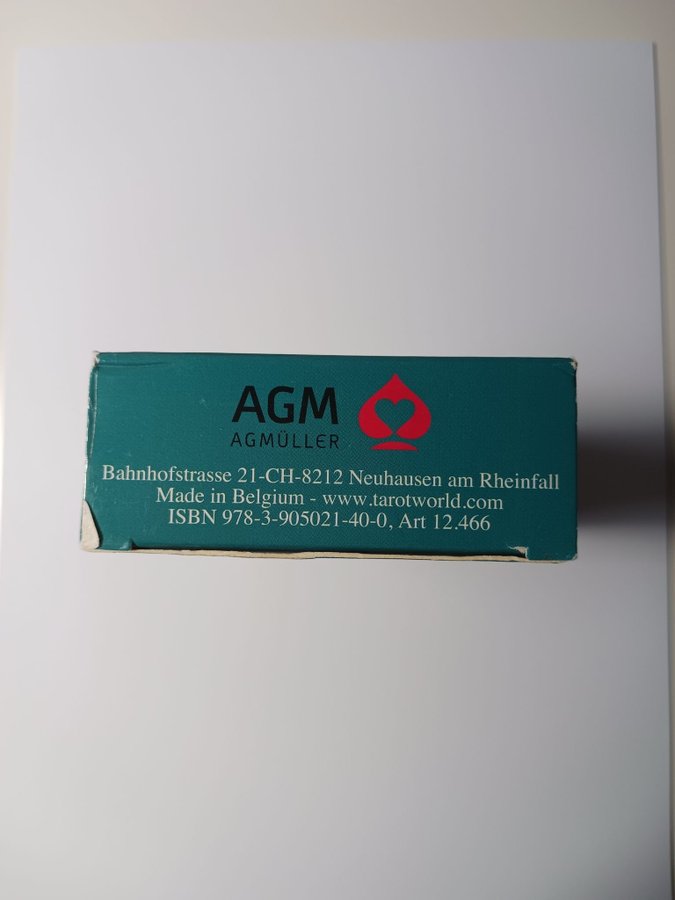 AGM
AGMÜLLER
Bahnhofstrasse 21-CH-8212 Neuhausen am Rheinfall
Made in Belgium - www.tarotworld.com
ISBN 978-3-905021-40-0, Art 12.466